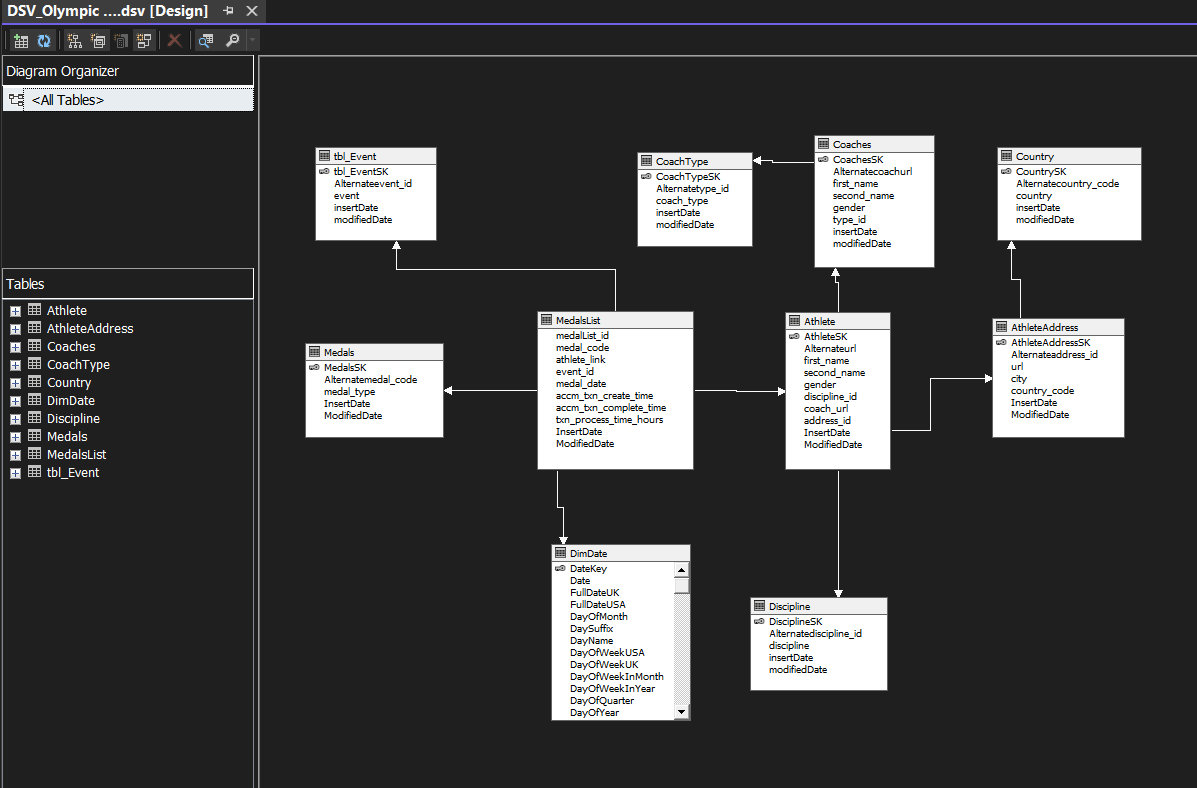 DSV_Olympic ....dsv [Design]
Diagram Organizer
<All Tables>
Tables
Athlete
AthleteAddress
Coaches
CoachType
Country
DimDate
Discipline
Medals
MedalsList
tbl_Event
tbl_Event
tbl_EventSK
Alternateevent_id
event
insertDate
modifiedDate
CoachType
CoachTypeSK
Alternatetype_id
coach_type
insertDate
modifiedDate
Coaches
CoachesSK
Alternatecoachurl
first_name
second_name
gender
type_id
insertDate
modifiedDate
Country
CountrySK
Alternatecountry_code
country
insertDate
modifiedDate
Medals
MedalsSK
Alternatemedal_code
medal_type
InsertDate
ModifiedDate
MedalsList
medalList_id
medal_code
athlete_link
event_id
medal_date
accm_txn_create_time
accm_txn_complete_time
txn_process_time_hours
InsertDate
ModifiedDate
Athlete
AthleteSK
Alternateurl
first_name
second_name
gender
discipline_id
coach_url
address_id
InsertDate
ModifiedDate
AthleteAddress
AthleteAddressSK
Alternateaddress_id
url
city
country_code
InsertDate
ModifiedDate
DimDate
DateKey
Date
FullDateUK
FullDateUSA
DayOfMonth
DaySuffix
DayName
DayOfWeekUSA
DayOfWeekUK
DayOfWeekInMonth
DayOfWeekInYear
DayOfQuarter
DayOfYear
Discipline
DisciplineSK
Alternatediscipline_id
discipline
insertDate
modifiedDate